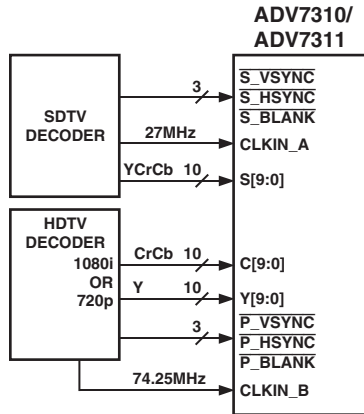 ADV7310/
ADV7311
SDTV
DECODER
3
S_VSYNC
S_HSYNC
S_BLANK
27MHz
CLKIN_A
YCrCb 10
S[9:0]
HDTV
DECODER
1080i
OR
720p
CrCb 10
C[9:0]
Y 10
Y[9:0]
3
P_VSYNC
P_HSYNC
P_BLANK
74.25MHz
CLKIN_B